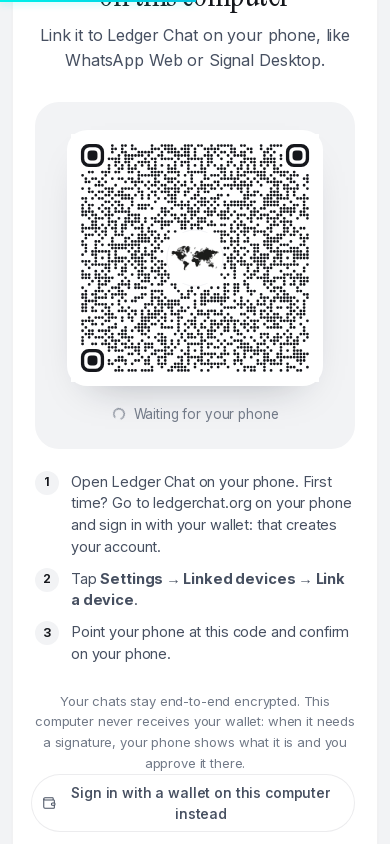 on this computer
Link it to Ledger Chat on your phone, like
WhatsApp Web or Signal Desktop.
Waiting for your phone
1 Open Ledger Chat on your phone. First
time? Go to ledgerchat.org on your phone
and sign in with your wallet: that creates
your account.
2 Tap Settings → Linked devices → Link
a device.
3 Point your phone at this code and confirm
on your phone.
Your chats stay end-to-end encrypted. This
computer never receives your wallet: when it needs
a signature, your phone shows what it is and you
approve it there.
Sign in with a wallet on this computer
instead